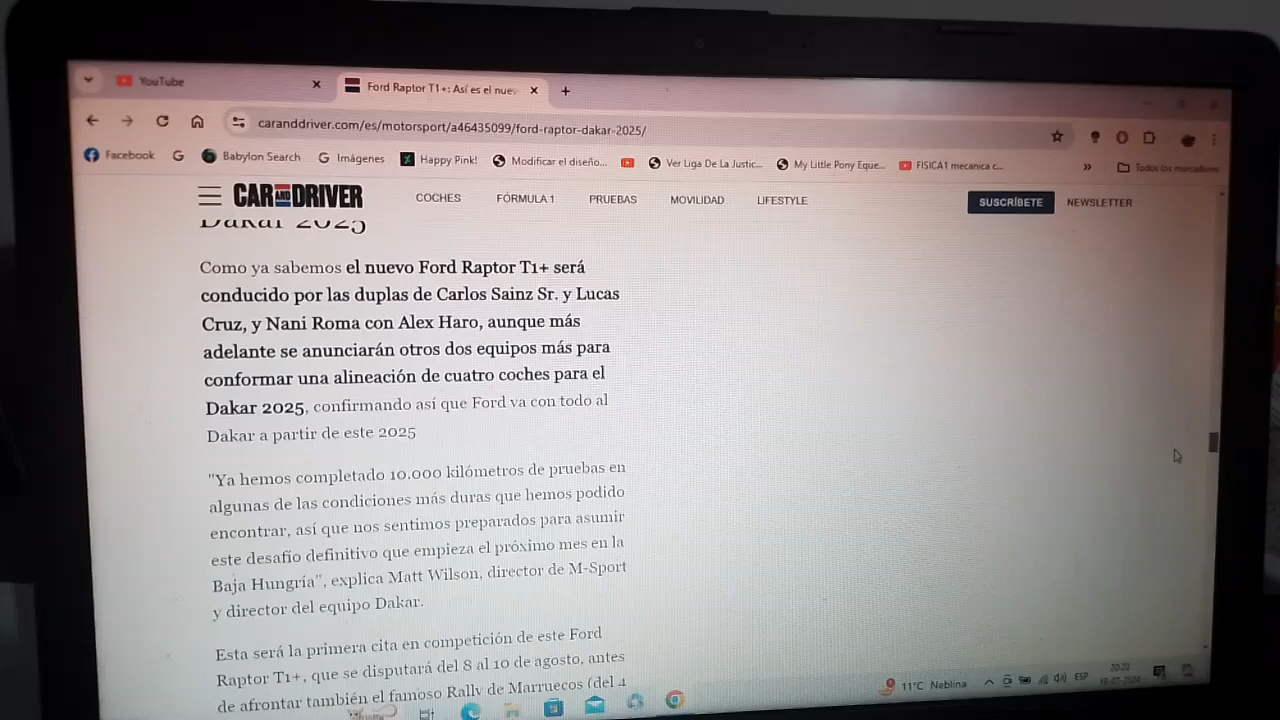 YouTube
Ford Raptor T1+: Así es el nuev
caranddriver.com/es/motorsport/a46435099/ford-raptor-dakar-2025/
Facebook
Babylon Search
Imágenes
Happy Pink!
Modificar el diseño...
Ver Liga De La Justic...
My Little Pony Eque...
FISICA1 mecanica c...
»
Todos los marcadores
CAR AND DRIVER
COCHES
FÓRMULA 1
PRUEBAS
MOVILIDAD
LIFESTYLE
SUSCRÍBETE
NEWSLETTER
Dakar 2025
Como ya sabemos el nuevo Ford Raptor T1+ será
conducido por las duplas de Carlos Sainz Sr. y Lucas
Cruz, y Nani Roma con Alex Haro, aunque más
adelante se anunciarán otros dos equipos más para
conformar una alineación de cuatro coches para el
Dakar 2025, confirmando así que Ford va con todo al
Dakar a partir de este 2025
"Ya hemos completado 10.000 kilómetros de pruebas en
algunas de las condiciones más duras que hemos podido
encontrar, así que nos sentimos preparados para asumir
este desafío definitivo que empieza el próximo mes en la
Baja Hungría", explica Matt Wilson, director de M-Sport
y director del equipo Dakar.
Esta será la primera cita en competición de este Ford
Raptor T1+, que se disputará del 8 al 10 de agosto, antes
de afrontar también el famoso Rally de Marruecos (del 4
11°C Neblina
ESP
20:20
18-07-2024